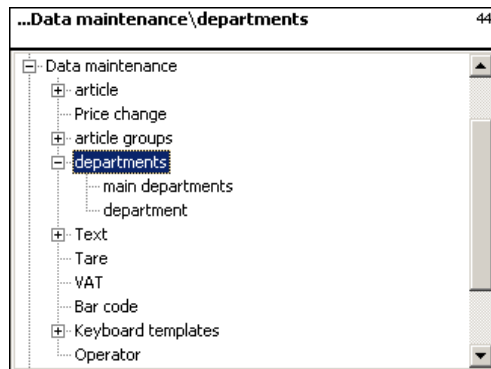 ...Data maintenance\departments 44
Data maintenance
article
Price change
article groups
departments
main departments
department
Text
Tare
VAT
Bar code
Keyboard templates
Operator